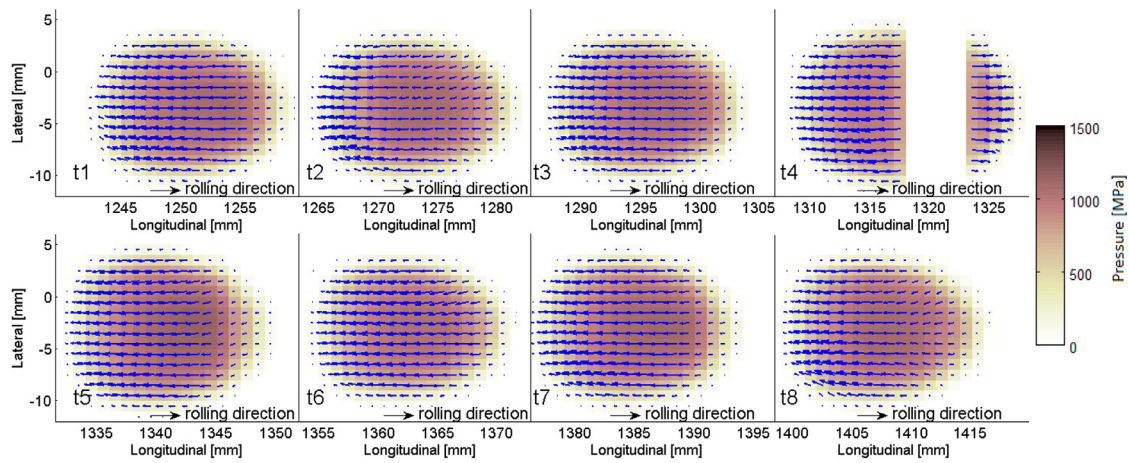 5
0
-5
-10
Lateral [mm]
t1
rolling direction
1245 1250 1255
Longitudinal [mm]
t2
rolling direction
1265 1270 1275 1280
Longitudinal [mm]
t3
rolling direction
1290 1295 1300 1305
Longitudinal [mm]
t4
rolling direction
1310 1315 1320 1325
Longitudinal [mm]
5
0
-5
-10
Lateral [mm]
t5
rolling direction
1335 1340 1345 1350
Longitudinal [mm]
t6
rolling direction
1355 1360 1365 1370
Longitudinal [mm]
t7
rolling direction
1380 1385 1390 1395
Longitudinal [mm]
t8
rolling direction
1400 1405 1410 1415
Longitudinal [mm]
1500
1000
500
0
Pressure [MPa]